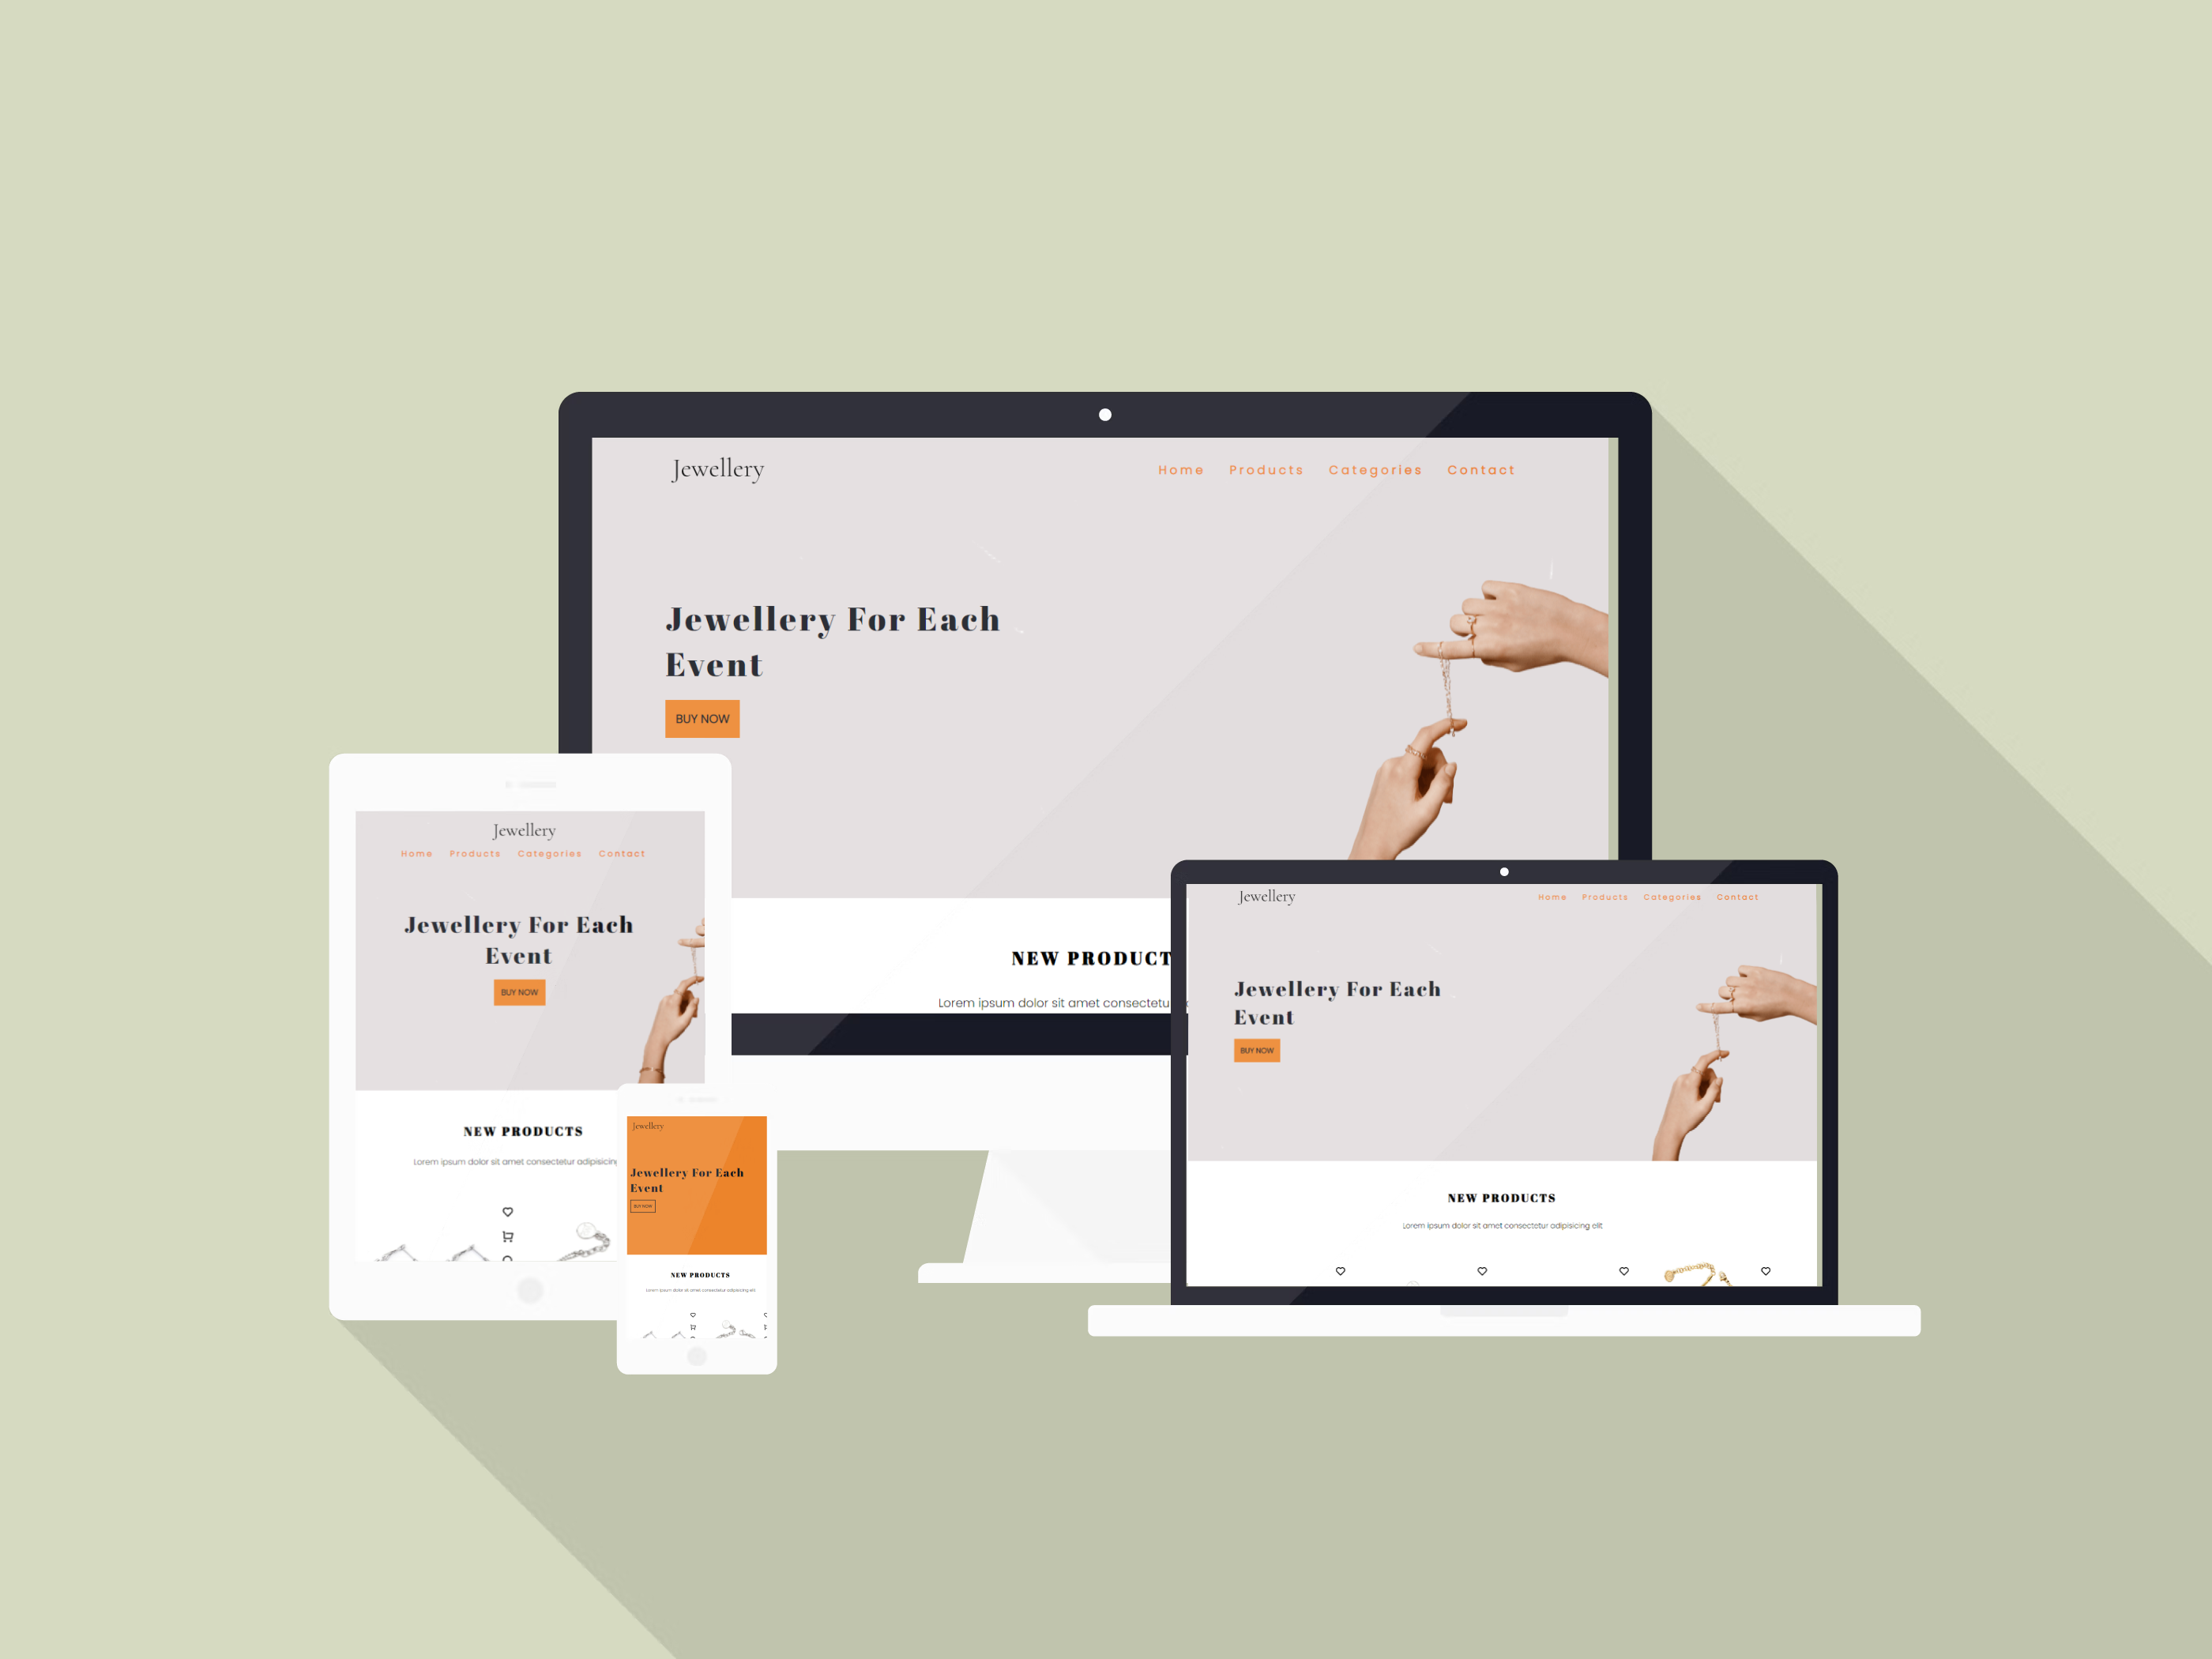 Jewellery
Home Products Categories Contact
Jewellery For Each
Event
BUY NOW
NEW PRODUCT
Lorem ipsum dolor sit amet consectetu
Jewellery
Home Products Categories Contact
Jewellery For Each
Event
BUY NOW
NEW PRODUCTS
Lorem ipsum dolor sit amet consectetur adipisicing
Jewellery
Jewellery For Each
Event
BUY NOW
NEW PRODUCTS
Lorem ipsum dolor sit amet consectetur adipisicing elit
Jewellery
Home Products Categories Contact
Jewellery For Each
Event
BUY NOW
NEW PRODUCTS
Lorem ipsum dolor sit amet consectetur adipisicing elit